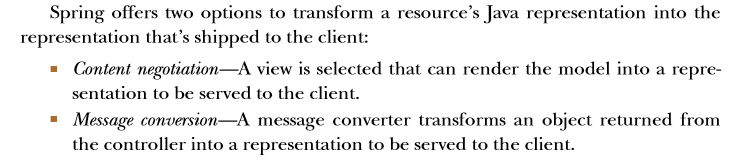 Spring offers two options to transform a resource's Java representation into the
representation that's shipped to the client:
▪ Content negotiation—A view is selected that can render the model into a repre-
sentation to be served to the client.
▪ Message conversion—A message converter transforms an object returned from
the controller into a representation to be served to the client.